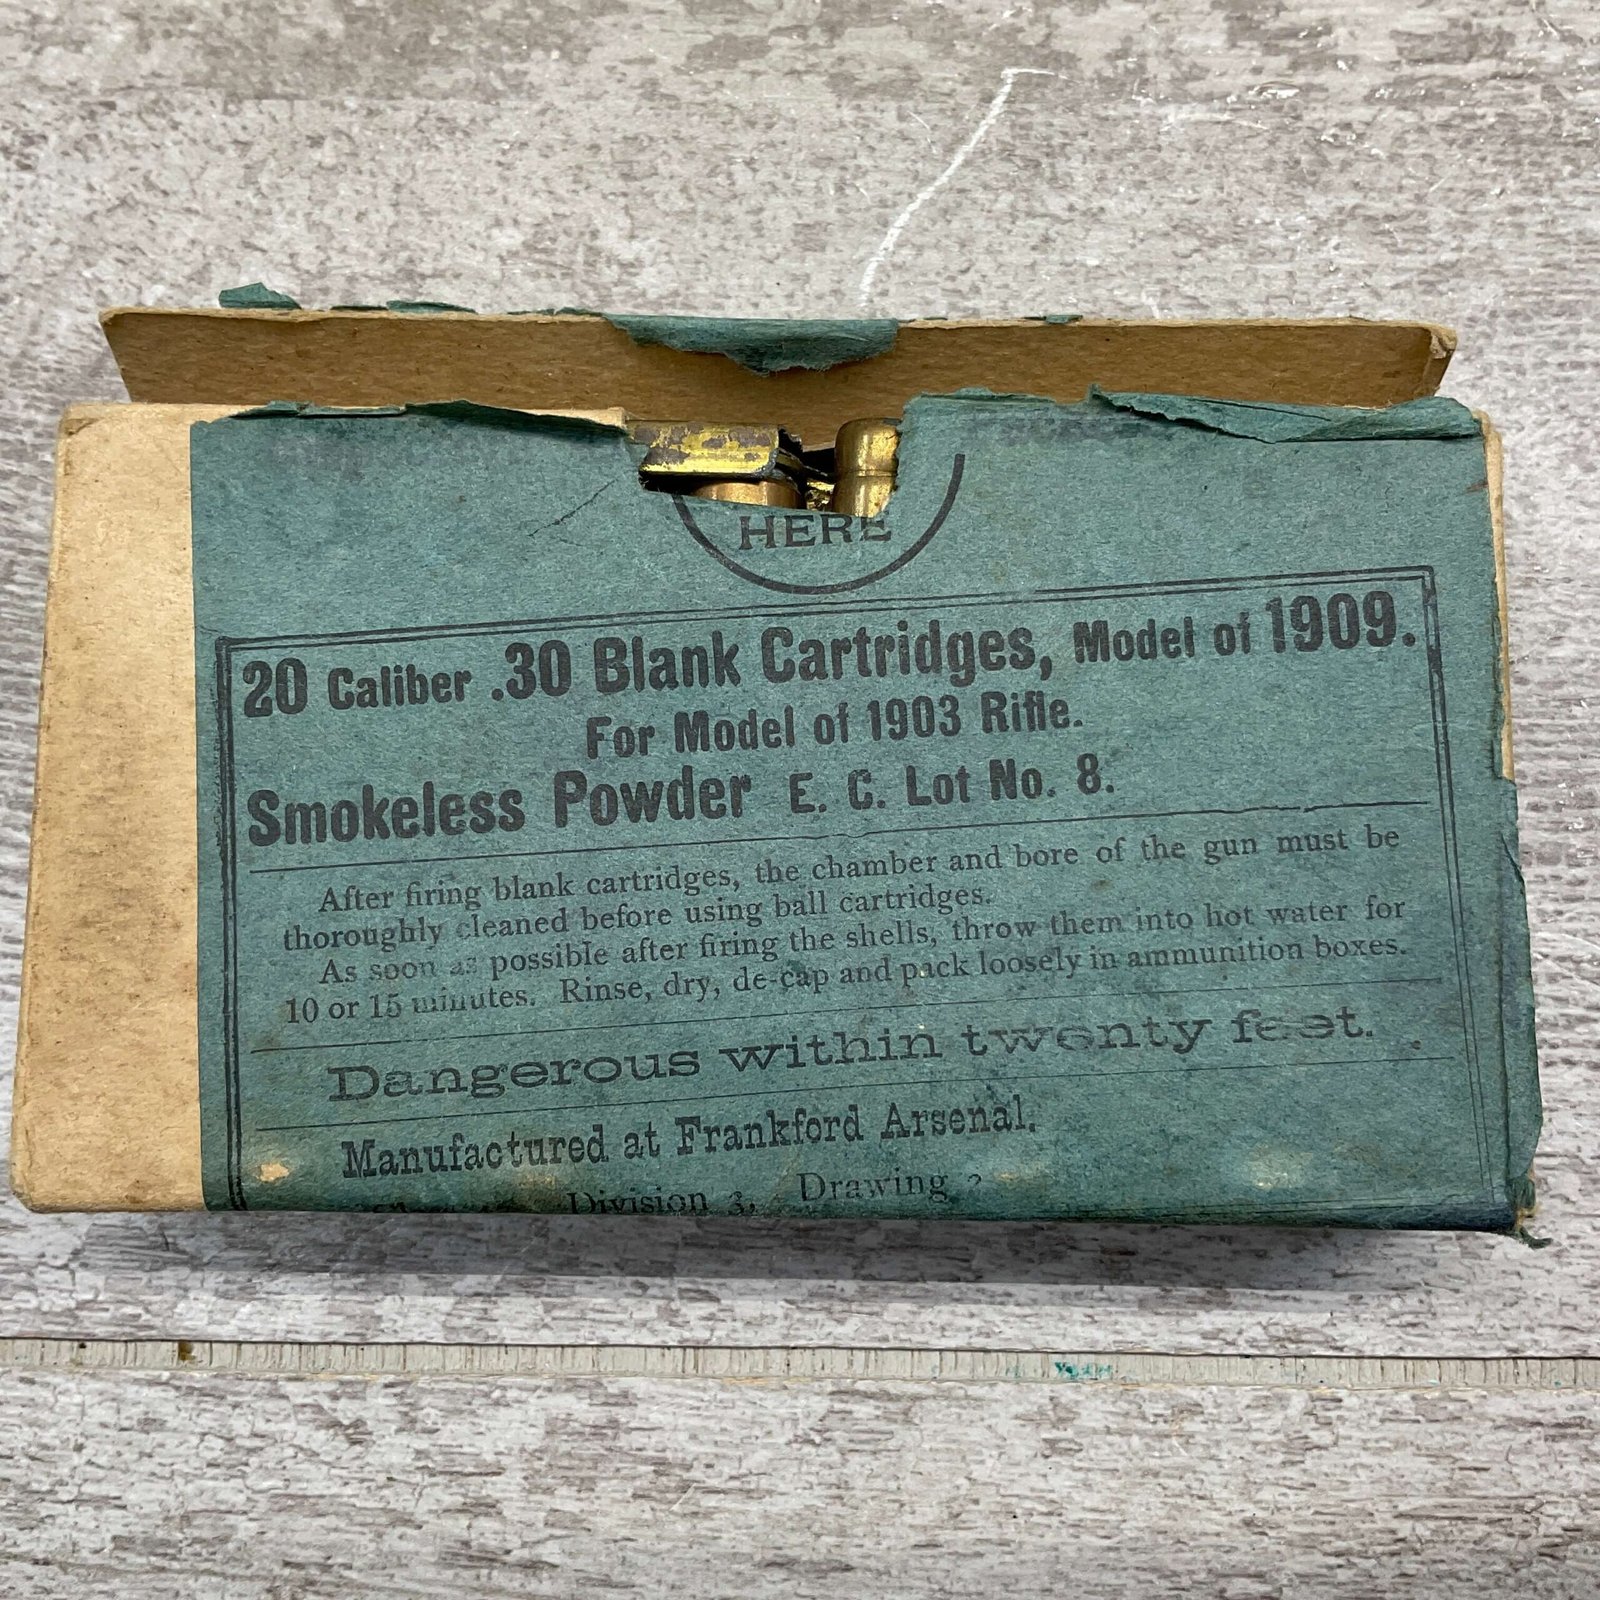 HERE
20 Caliber .30 Blank Cartridges, Model of 1909.
For Model of 1903 Rifle.
Smokeless Powder E. C. Lot No. 8.
After firing blank cartridges, the chamber and bore of the gun must be
thoroughly cleaned before using ball cartridges.
As soon as possible after firing the shells, throw them into hot water for
10 or 15 minutes. Rinse, dry, de-cap and pack loosely in ammunition boxes.
Dangerous within twenty feet.
Manufactured at Frankford Arsenal.
Division 3, Drawing